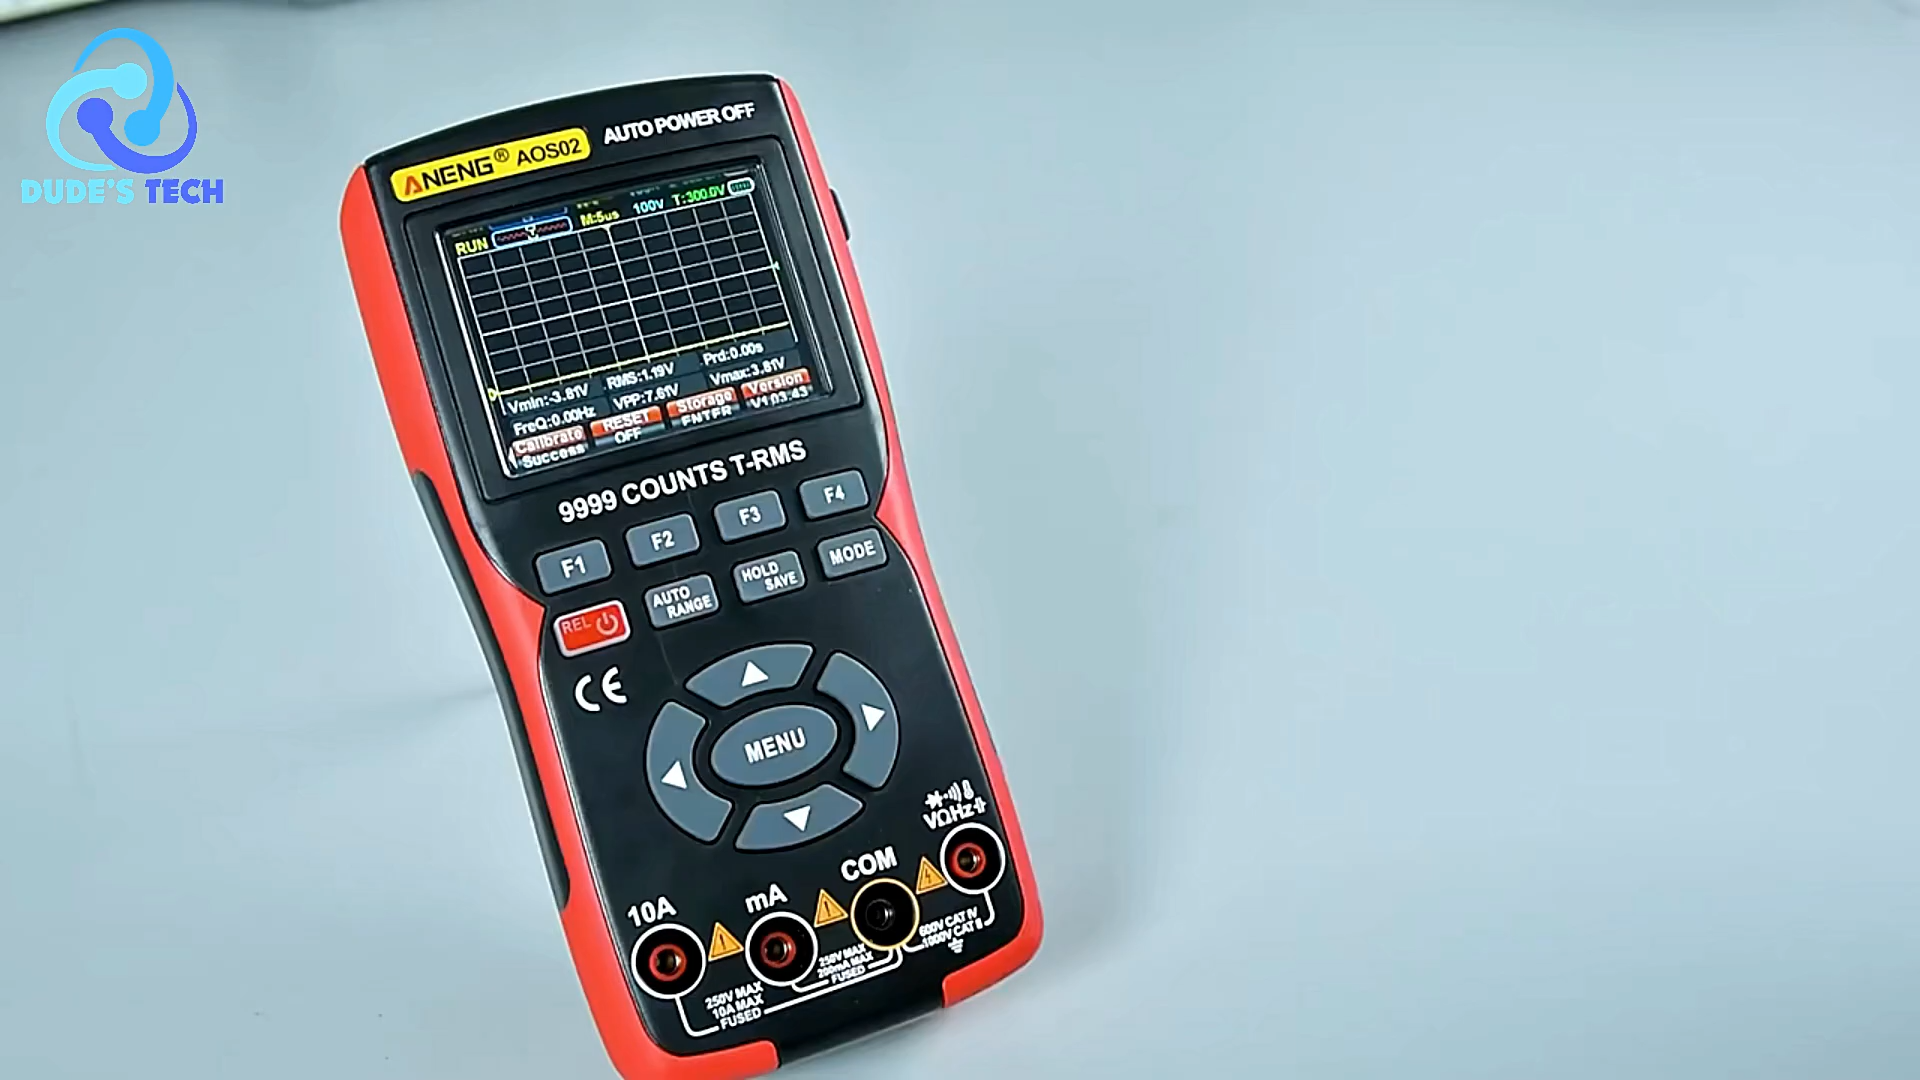 DUDE'S TECH
ANENG® AOS02 AUTO POWER OFF
RUN M:5us 100V T:300.0V
Vmin:-3.81V RMS:1.19V Prd:0.00s
FreQ:0.00Hz VPP:7.61V Vmax:3.81V
Calibrate RESET Storage Version
Success OFF ENTER V1.03.43
9999 COUNTS T-RMS
F1 F2 F3 F4
REL AUTO RANGE HOLD SAVE MODE
CE
MENU
VΩHz
10A mA COM
600V CAT IV
1000V CAT II
250V MAX
200mA MAX
FUSED
250V MAX
10A MAX
FUSED